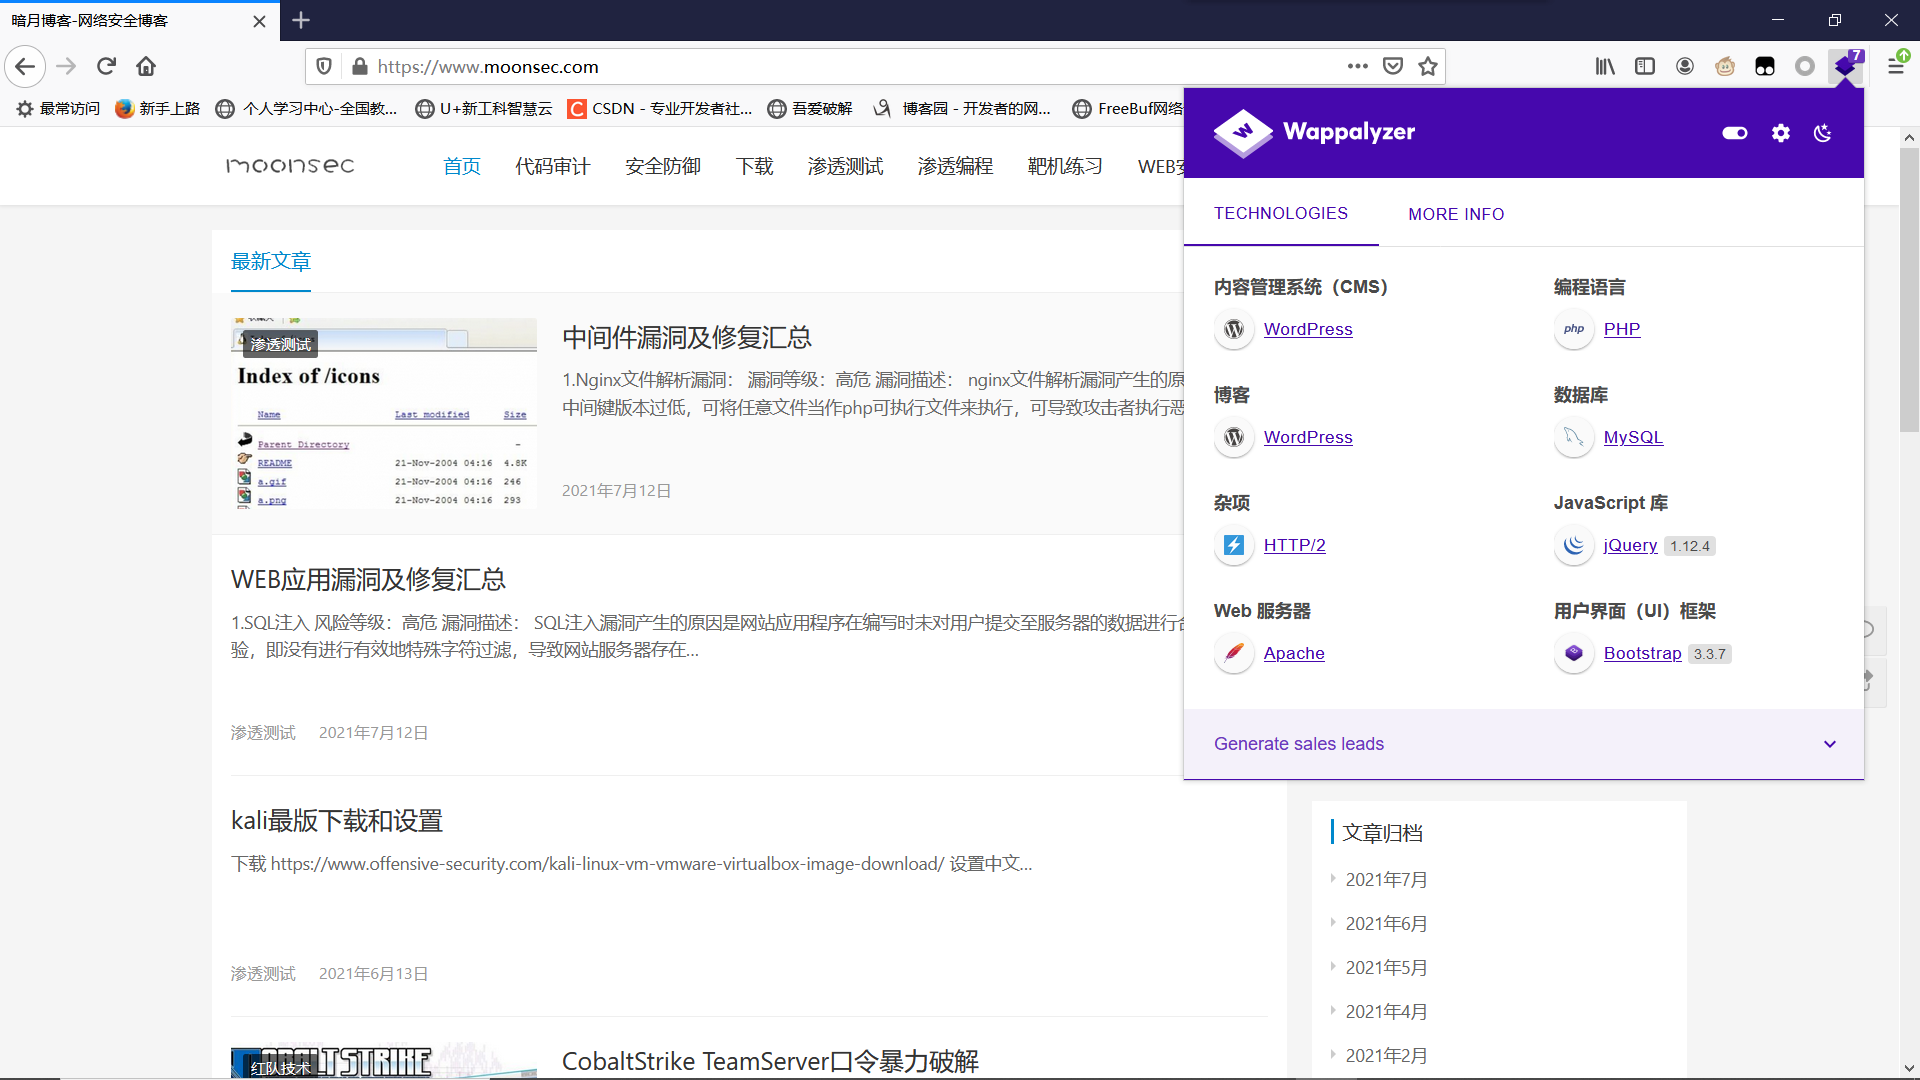 暗月博客-网络安全博客
https://www.moonsec.com
7
最常访问
新手上路
个人学习中心-全国教...
U+新工科智慧云
CSDN - 专业开发者社...
吾爱破解
博客园 - 开发者的网...
FreeBuf网络
moonsec
首页
代码审计
安全防御
下载
渗透测试
渗透编程
靶机练习
WEB安
最新文章
渗透测试
Index of /icons
Name Last modified Size
Parent Directory -
README 21-Nov-2004 04:16 4.8K
a.gif 21-Nov-2004 04:16 246
a.png 21-Nov-2004 04:16 293
中间件漏洞及修复汇总
1.Nginx文件解析漏洞： 漏洞等级：高危 漏洞描述： nginx文件解析漏洞产生的原
中间键版本过低，可将任意文件当作php可执行文件来执行，可导致攻击者执行恶
2021年7月12日
WEB应用漏洞及修复汇总
1.SQL注入 风险等级：高危 漏洞描述： SQL注入漏洞产生的原因是网站应用程序在编写时未对用户提交至服务器的数据进行合
验，即没有进行有效地特殊字符过滤，导致网站服务器存在...
渗透测试 2021年7月12日
kali最版下载和设置
下载 https://www.offensive-security.com/kali-linux-vm-vmware-virtualbox-image-download/ 设置中文...
渗透测试 2021年6月13日
COBALTSTRIKE
红队技术
CobaltStrike TeamServer口令暴力破解
Wappalyzer
TECHNOLOGIES
MORE INFO
内容管理系统（CMS）
WordPress
博客
WordPress
杂项
HTTP/2
Web 服务器
Apache
编程语言
php PHP
数据库
MySQL
JavaScript 库
jQuery 1.12.4
用户界面（UI）框架
Bootstrap 3.3.7
Generate sales leads
文章归档
2021年7月
2021年6月
2021年5月
2021年4月
2021年2月